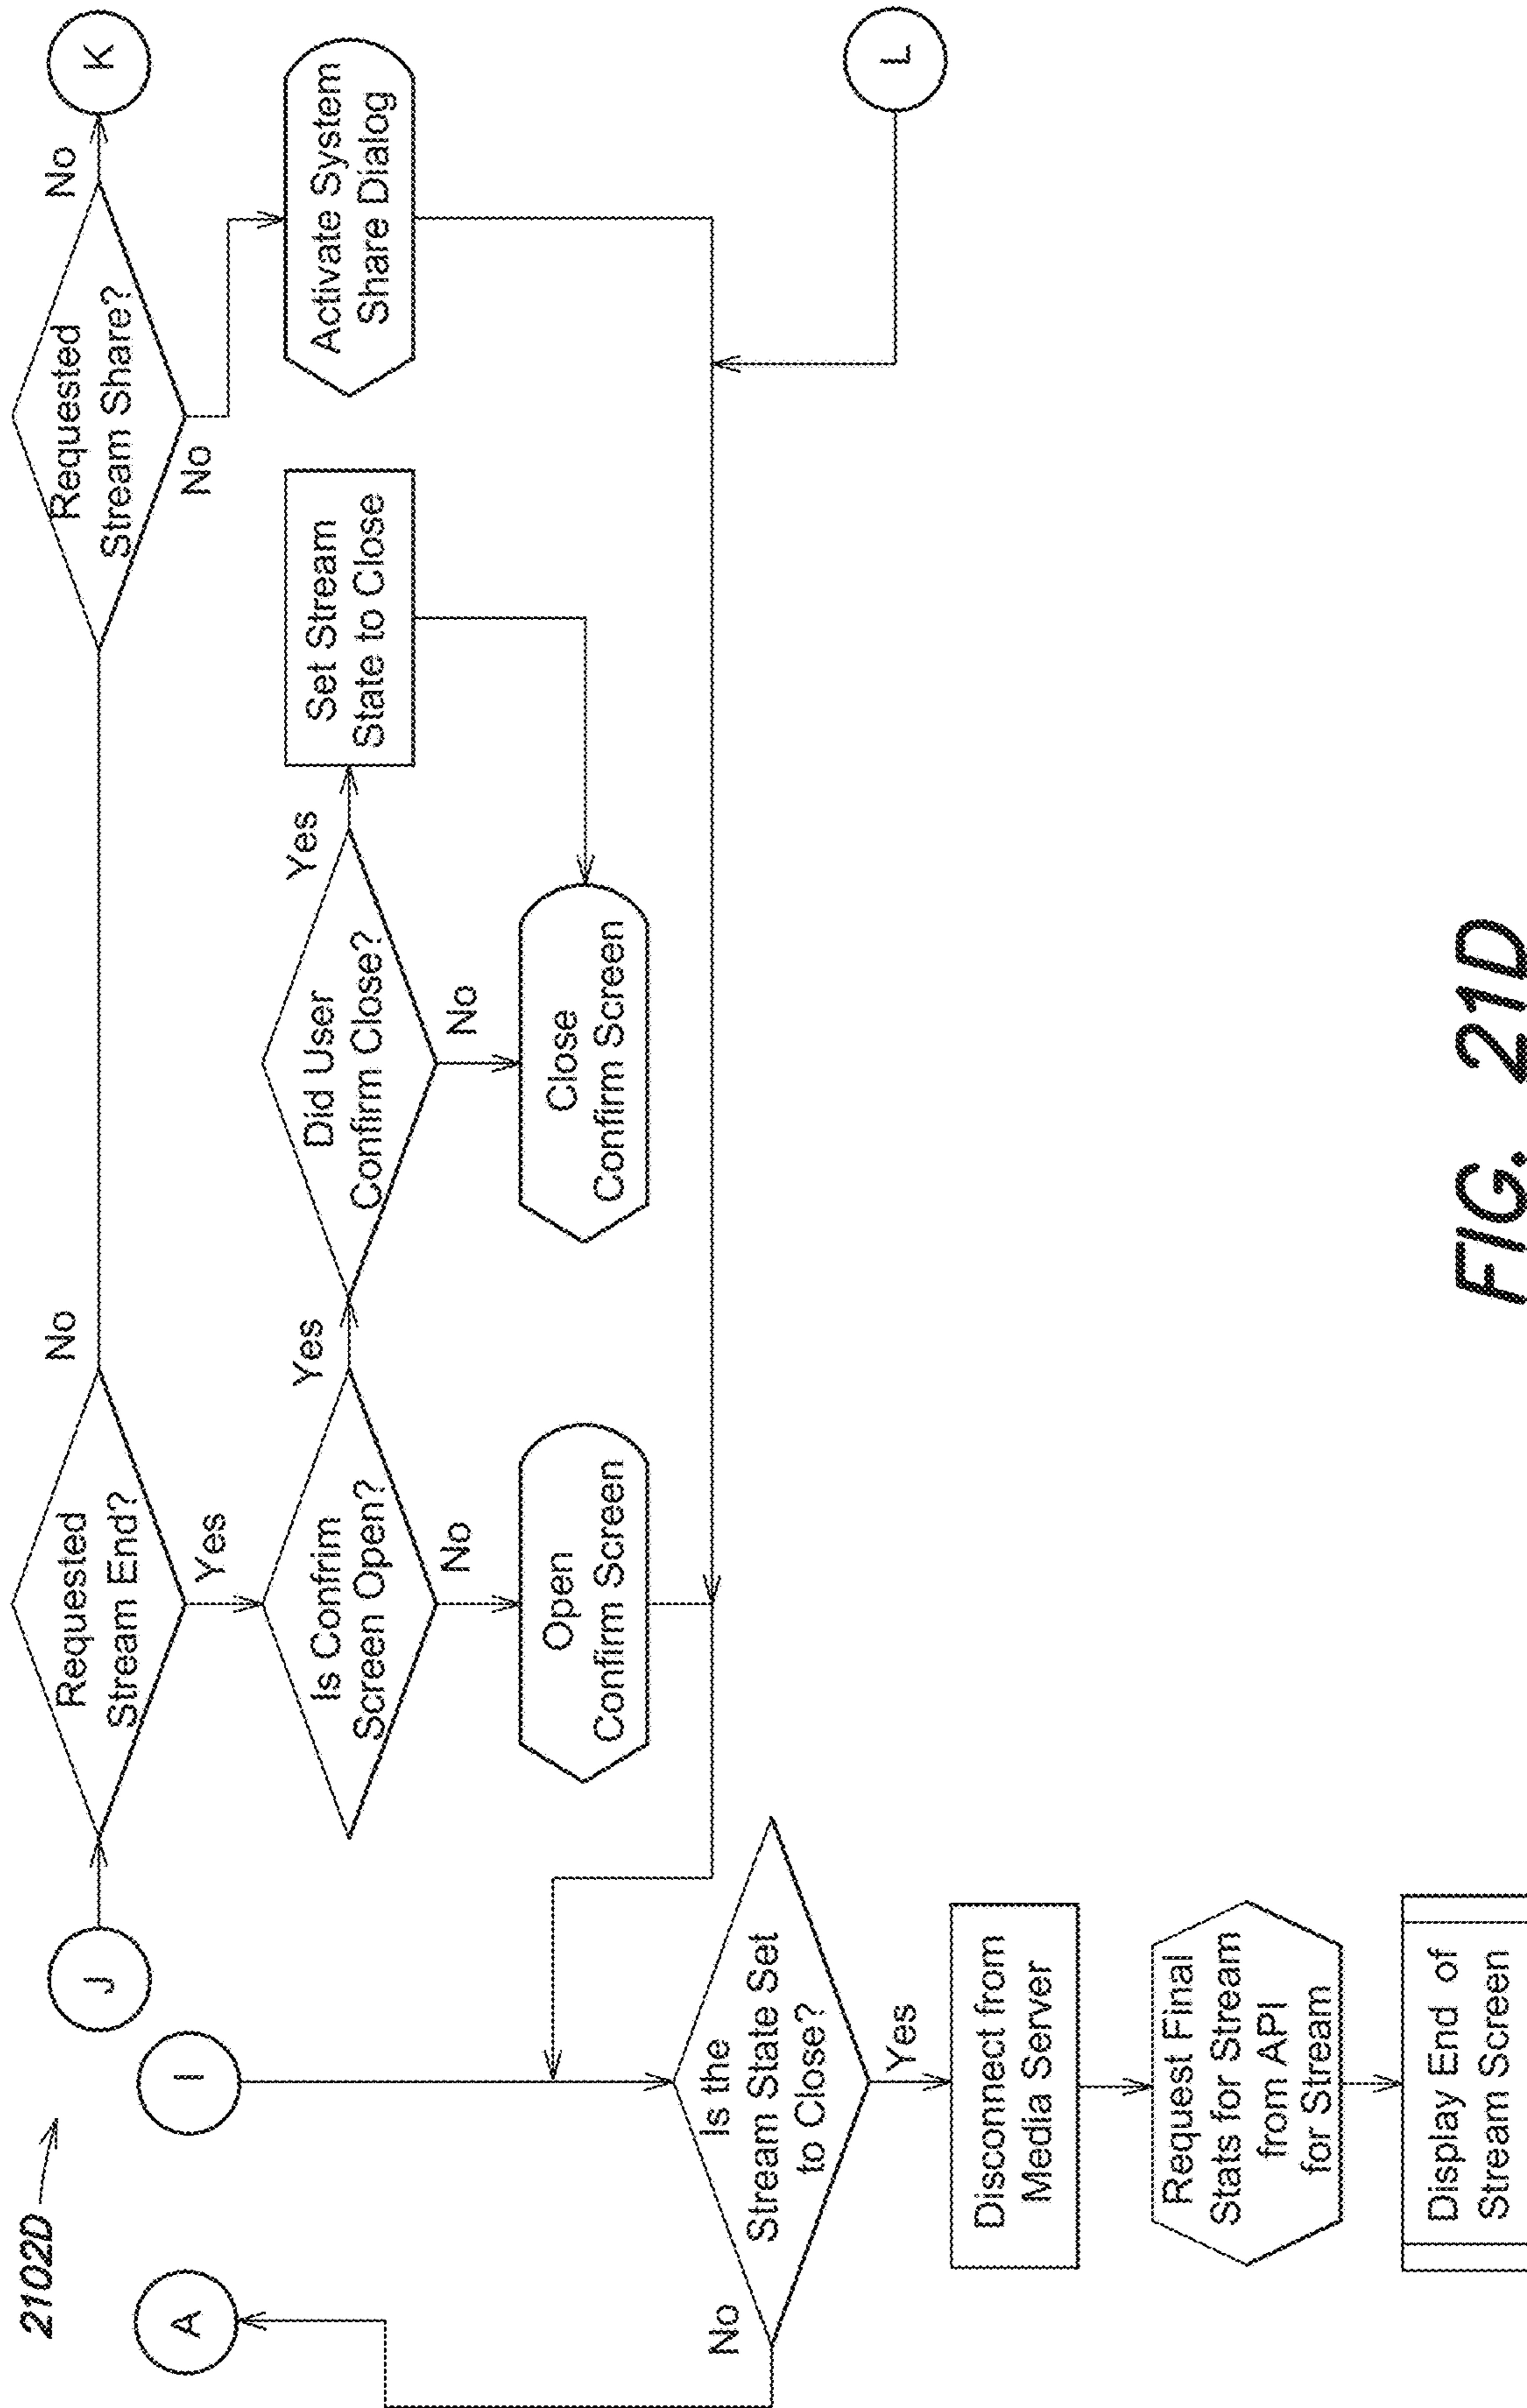 2102D
A
I
J
Requested
Stream End?
No
Yes
Requested
Stream Share?
No
K
No
Is Confrim
Screen Open?
Yes
No
Did User
Confirm Close?
Yes
No
Set Stream
State to Close
Activate System
Share Dialog
Open
Confirm Screen
Close
Confirm Screen
L
Is the
Stream State Set
to Close?
No
Yes
Disconnect from
Media Server
Request Final
Stats for Stream
from API
for Stream
Display End of
Stream Screen
FIG. 21D